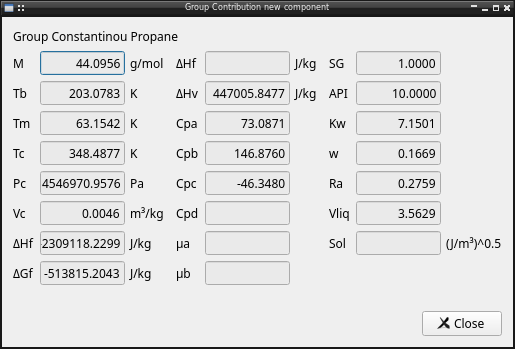 Group Contribution new component
Group Constantinou Propane
M 44.0956 g/mol ΔHf J/kg SG 1.0000
Tb 203.0783 K ΔHv 447005.8477 J/kg API 10.0000
Tm 63.1542 K Cpa 73.0871 Kw 7.1501
Tc 348.4877 K Cpb 146.8760 w 0.1669
Pc 4546970.9576 Pa Cpc -46.3480 Ra 0.2759
Vc 0.0046 m³/kg Cpd Vliq 3.5629
ΔHf 2309118.2299 J/kg μa Sol (J/m³)^0.5
ΔGf -513815.2043 J/kg μb
Close